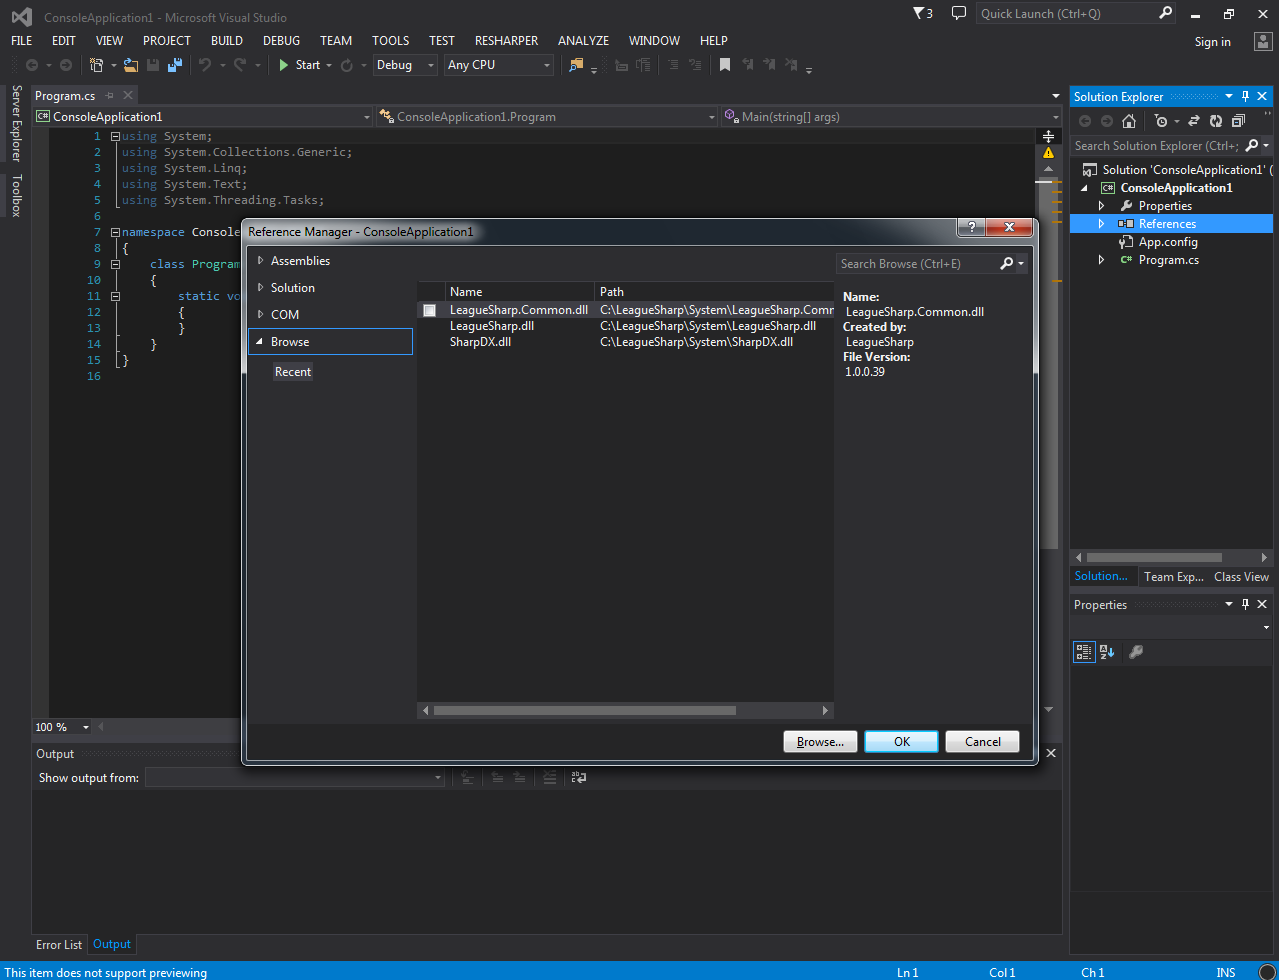 ConsoleApplication1 - Microsoft Visual Studio
3
Quick Launch (Ctrl+Q)
FILE EDIT VIEW PROJECT BUILD DEBUG TEAM TOOLS TEST RESHARPER ANALYZE WINDOW HELP
Sign in
Start Debug Any CPU
Server Explorer
Toolbox
Program.cs
ConsoleApplication1 ConsoleApplication1.Program Main(string[] args)
1 using System;
2 using System.Collections.Generic;
3 using System.Linq;
4 using System.Text;
5 using System.Threading.Tasks;
6
7 namespace Consol
8 {
9 class Program
10 {
11 static vo
12 {
13 }
14 }
15 }
16
100 %
Reference Manager - ConsoleApplication1
?
Assemblies
Solution
COM
Browse
Recent
Search Browse (Ctrl+E)
Name Path
LeagueSharp.Common.dll C:\LeagueSharp\System\LeagueSharp.Comm
LeagueSharp.dll C:\LeagueSharp\System\LeagueSharp.dll
SharpDX.dll C:\LeagueSharp\System\SharpDX.dll
Name:
LeagueSharp.Common.dll
Created by:
LeagueSharp
File Version:
1.0.0.39
Browse... OK Cancel
Output
Show output from:
Error List Output
Solution Explorer
Search Solution Explorer (Ctrl+;
Solution 'ConsoleApplication1' (
C# ConsoleApplication1
Properties
References
App.config
C# Program.cs
Solution... Team Exp... Class View
Properties
This item does not support previewing
Ln 1 Col 1 Ch 1 INS